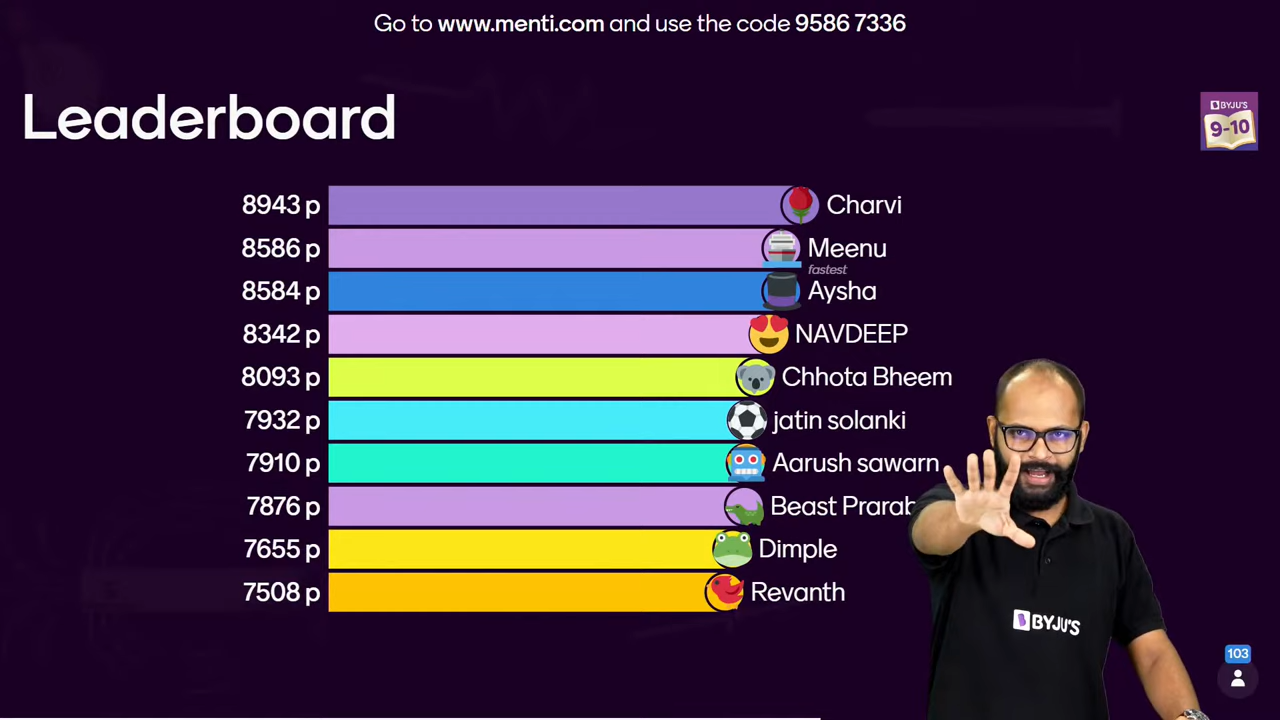 Go to www.menti.com and use the code 9586 7336
Leaderboard
BYJU'S
9-10
8943 p Charvi
8586 p Meenu
fastest
8584 p Aysha
8342 p NAVDEEP
8093 p Chhota Bheem
7932 p jatin solanki
7910 p Aarush sawarn
7876 p Beast Prarab
7655 p Dimple
7508 p Revanth
BYJU'S
103